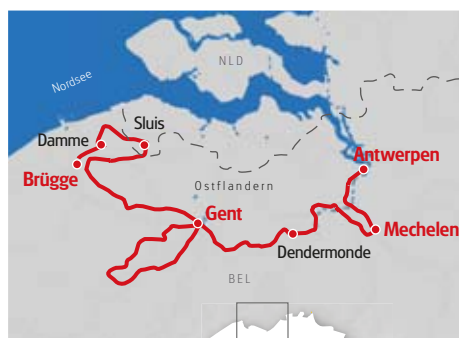 Nordsee
NLD
Damme
Sluis
Brügge
Antwerpen
Ostflandern
Gent
Mechelen
Dendermonde
BEL